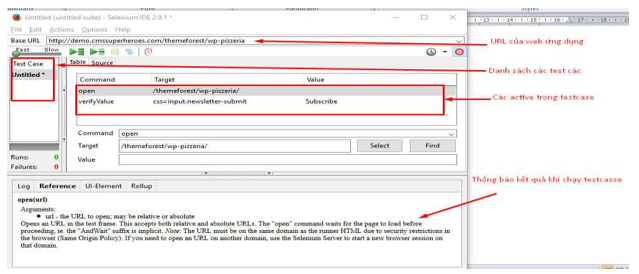 Untitled (untitled suite) - Selenium IDE 2.9.1 *
File Edit Actions Options Help
Base URL http://demo.cmssuperheroes.com/themeforest/wp-pizzeria
URL của web ứng dụng
Fast Slow
Test Case
Table Source
Danh sách các test các
Untitled *
Command Target Value
open /themeforest/wp-pizzeria/
Các active trong testcase
verifyValue css=input.newsletter-submit Subscribe
Command open
Target /themeforest/wp-pizzeria/ Select Find
Runs: 0
Value
Failures: 0
Log Reference UI-Element Rollup
Thông báo kết quả khi chạy testcasse
open(url)
Arguments:
url - the URL to open; may be relative or absolute
Opens an URL in the test frame. This accepts both relative and absolute URLs. The "open" command waits for the page to load before
proceeding, ie. the "AndWait" suffix is implicit. Note: The URL must be on the same domain as the runner HTML due to security restrictions in
the browser (Same Origin Policy). If you need to open an URL on another domain, use the Selenium Server to start a new browser session on
that domain.